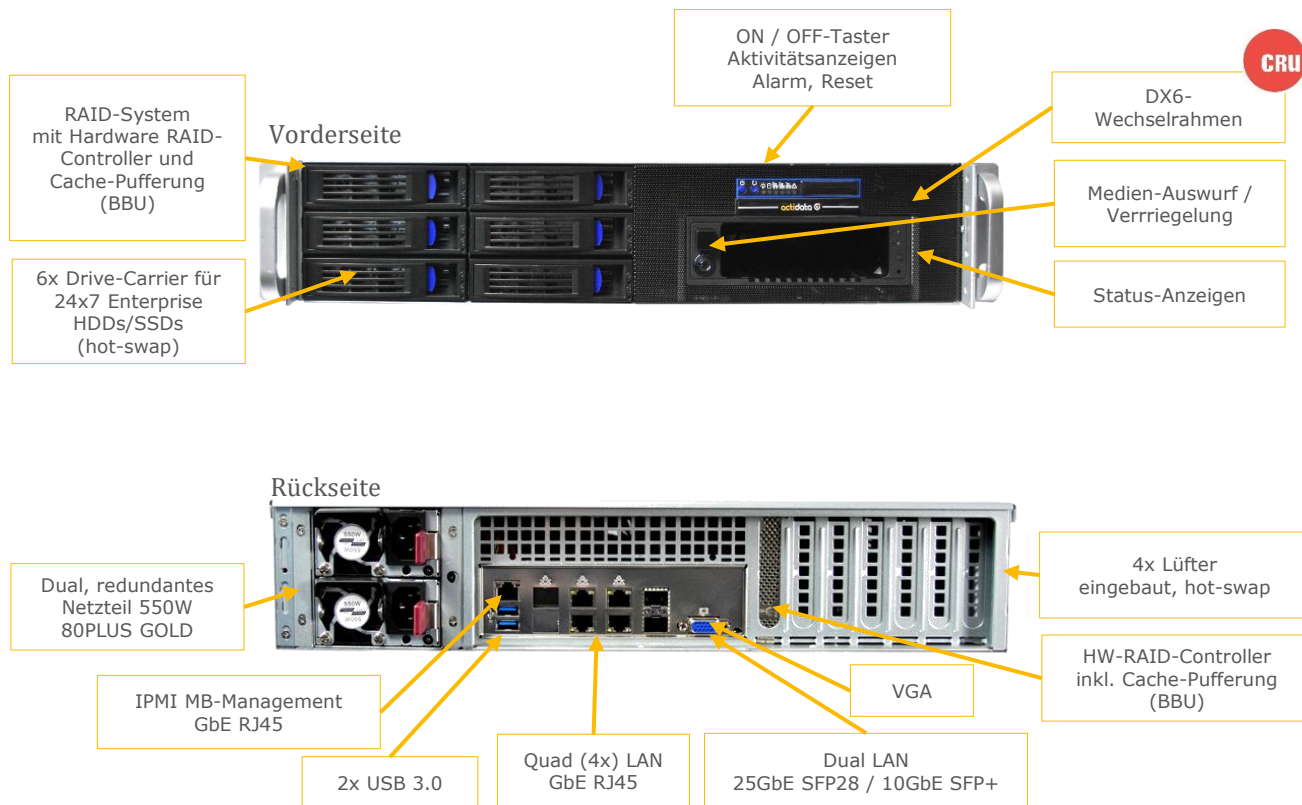 ON / OFF-Taster
Aktivitätsanzeigen
Alarm, Reset
CRU
RAID-System
mit Hardware RAID-
Controller und
Cache-Pufferung
(BBU)
Vorderseite
DX6-
Wechselrahmen
Medien-Auswurf /
Verrriegelung
actidata
6x Drive-Carrier für
24x7 Enterprise
HDDs/SSDs
(hot-swap)
Status-Anzeigen
Rückseite
550W
550W
Dual, redundantes
Netzteil 550W
80PLUS GOLD
4x Lüfter
eingebaut, hot-swap
IPMI MB-Management
GbE RJ45
VGA
HW-RAID-Controller
inkl. Cache-Pufferung
(BBU)
2x USB 3.0
Quad (4x) LAN
GbE RJ45
Dual LAN
25GbE SFP28 / 10GbE SFP+